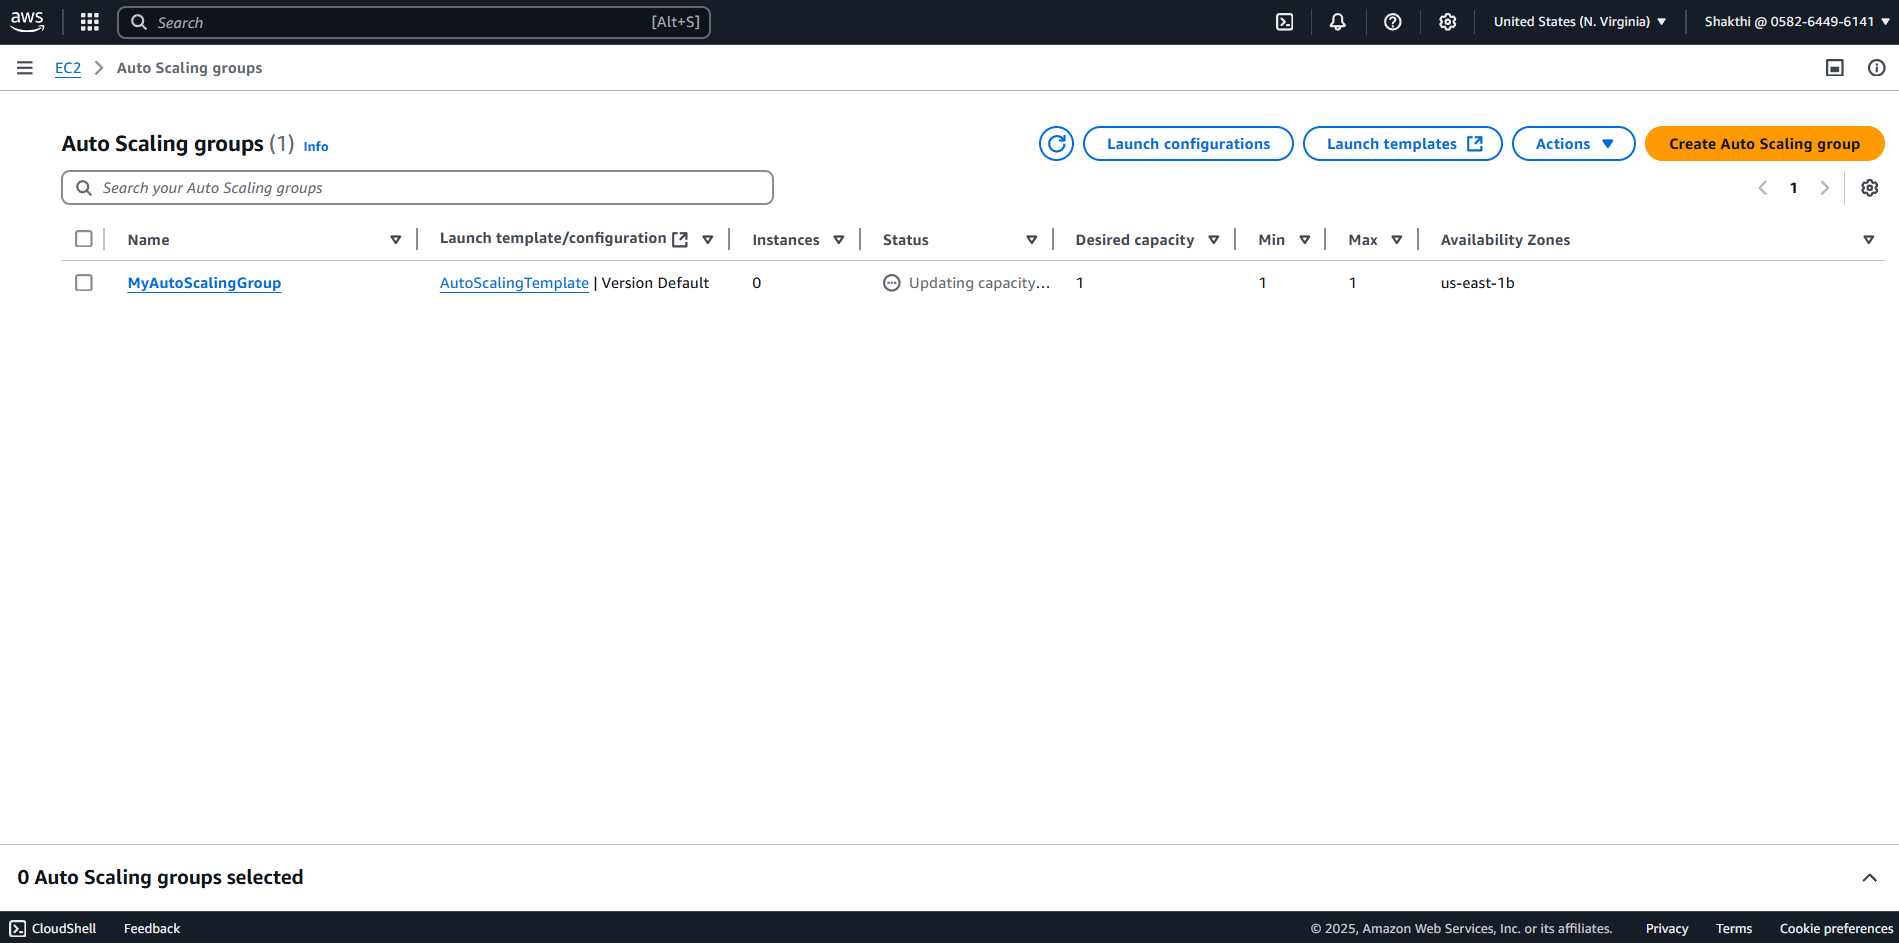 aws Search [Alt+S] United States (N. Virginia) Shakthi @ 0582-6449-6141
EC2 Auto Scaling groups
Auto Scaling groups (1) Info Launch configurations Launch templates Actions Create Auto Scaling group
Search your Auto Scaling groups 1
Name Launch template/configuration Instances Status Desired capacity Min Max Availability Zones
MyAutoScalingGroup AutoScalingTemplate | Version Default 0 Updating capacity... 1 1 1 us-east-1b
0 Auto Scaling groups selected
CloudShell Feedback © 2025, Amazon Web Services, Inc. or its affiliates. Privacy Terms Cookie preferences